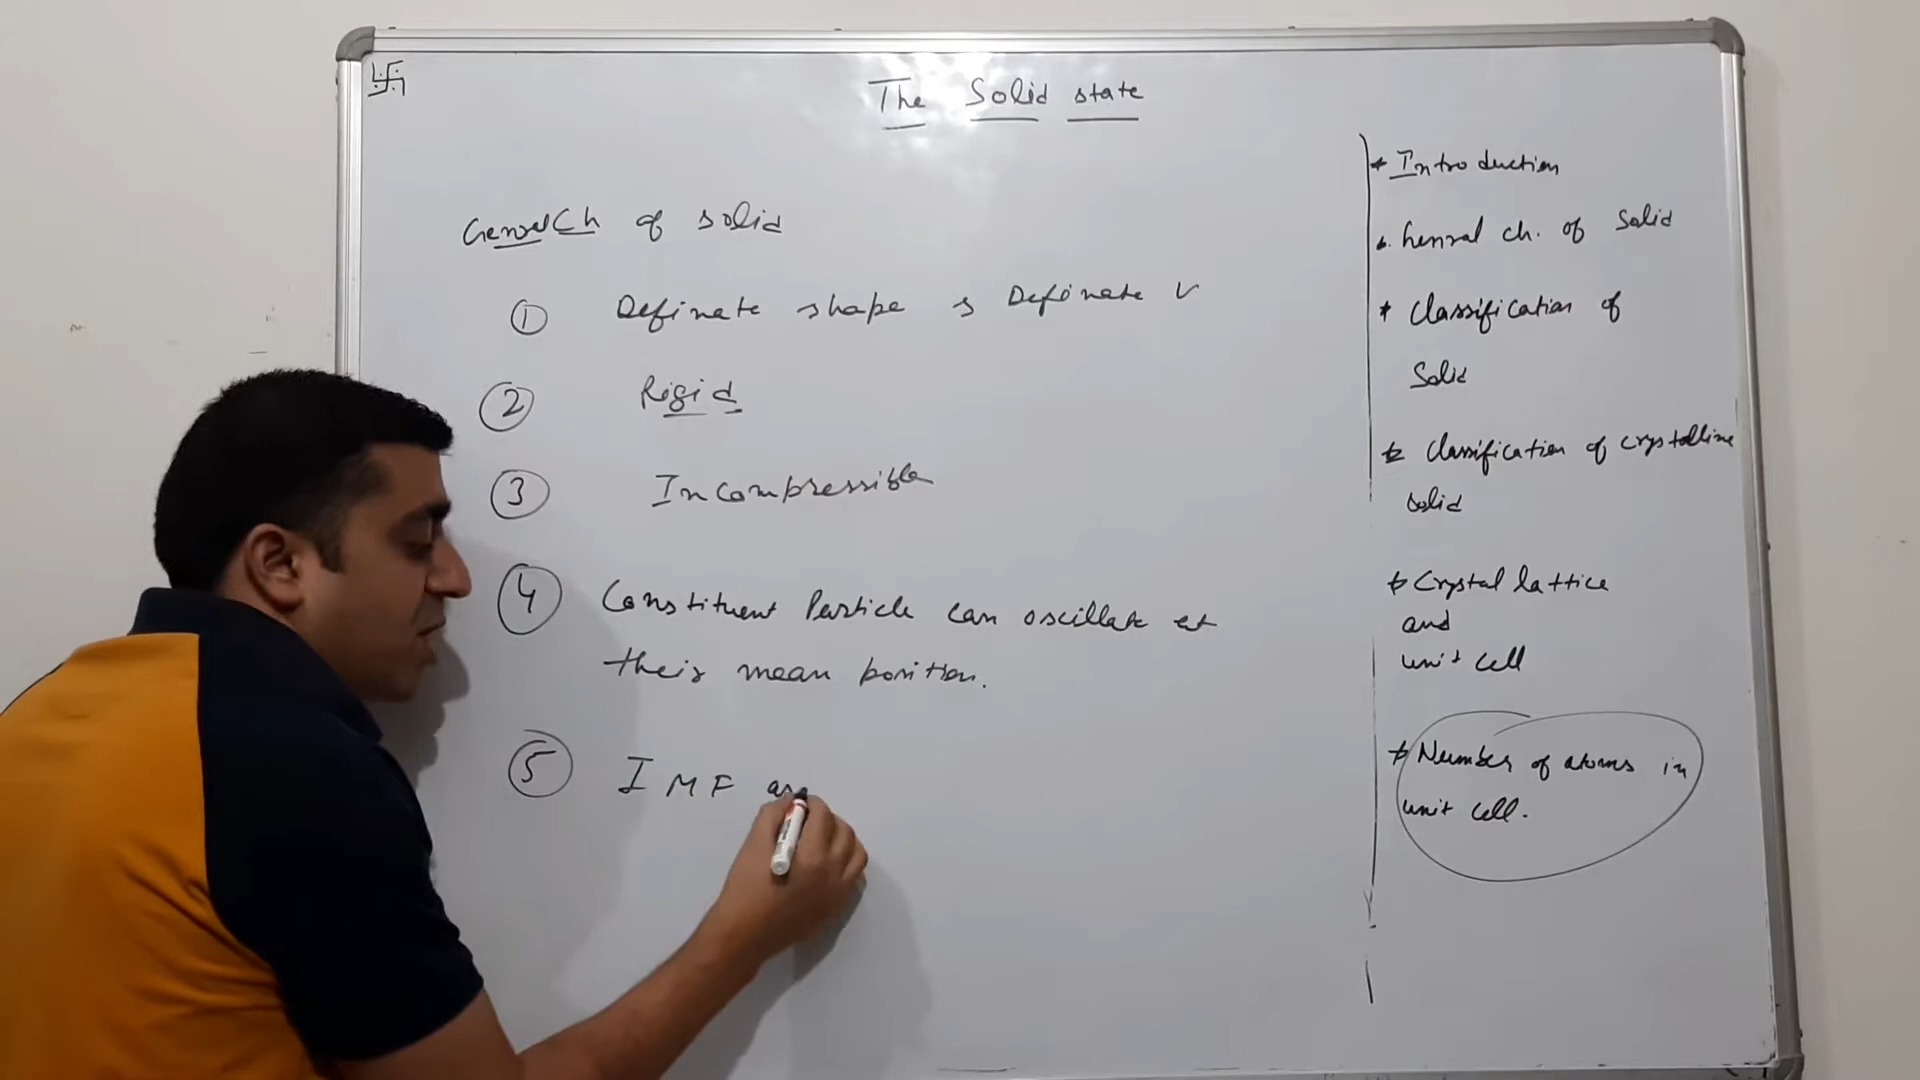 The Solid state
General Ch of solid
① Definate shape & Definate V
② Rigid
③ Incompressible
④ Constituent Particle can oscillate at
their mean position.
⑤ IMF are
* Introduction
Genral ch. of Solid
* Classification of
Solid
* Classification of crystalline
solid
* Crystal lattice
and
unit cell
* Number of atoms in
unit cell.